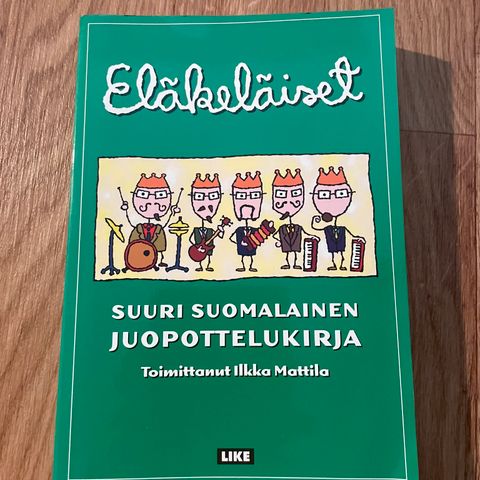 Eläkeläiset
SUURI SUOMALAINEN
JUOPOTTELUKIRJA
Toimittanut Ilkka Mattila
LIKE